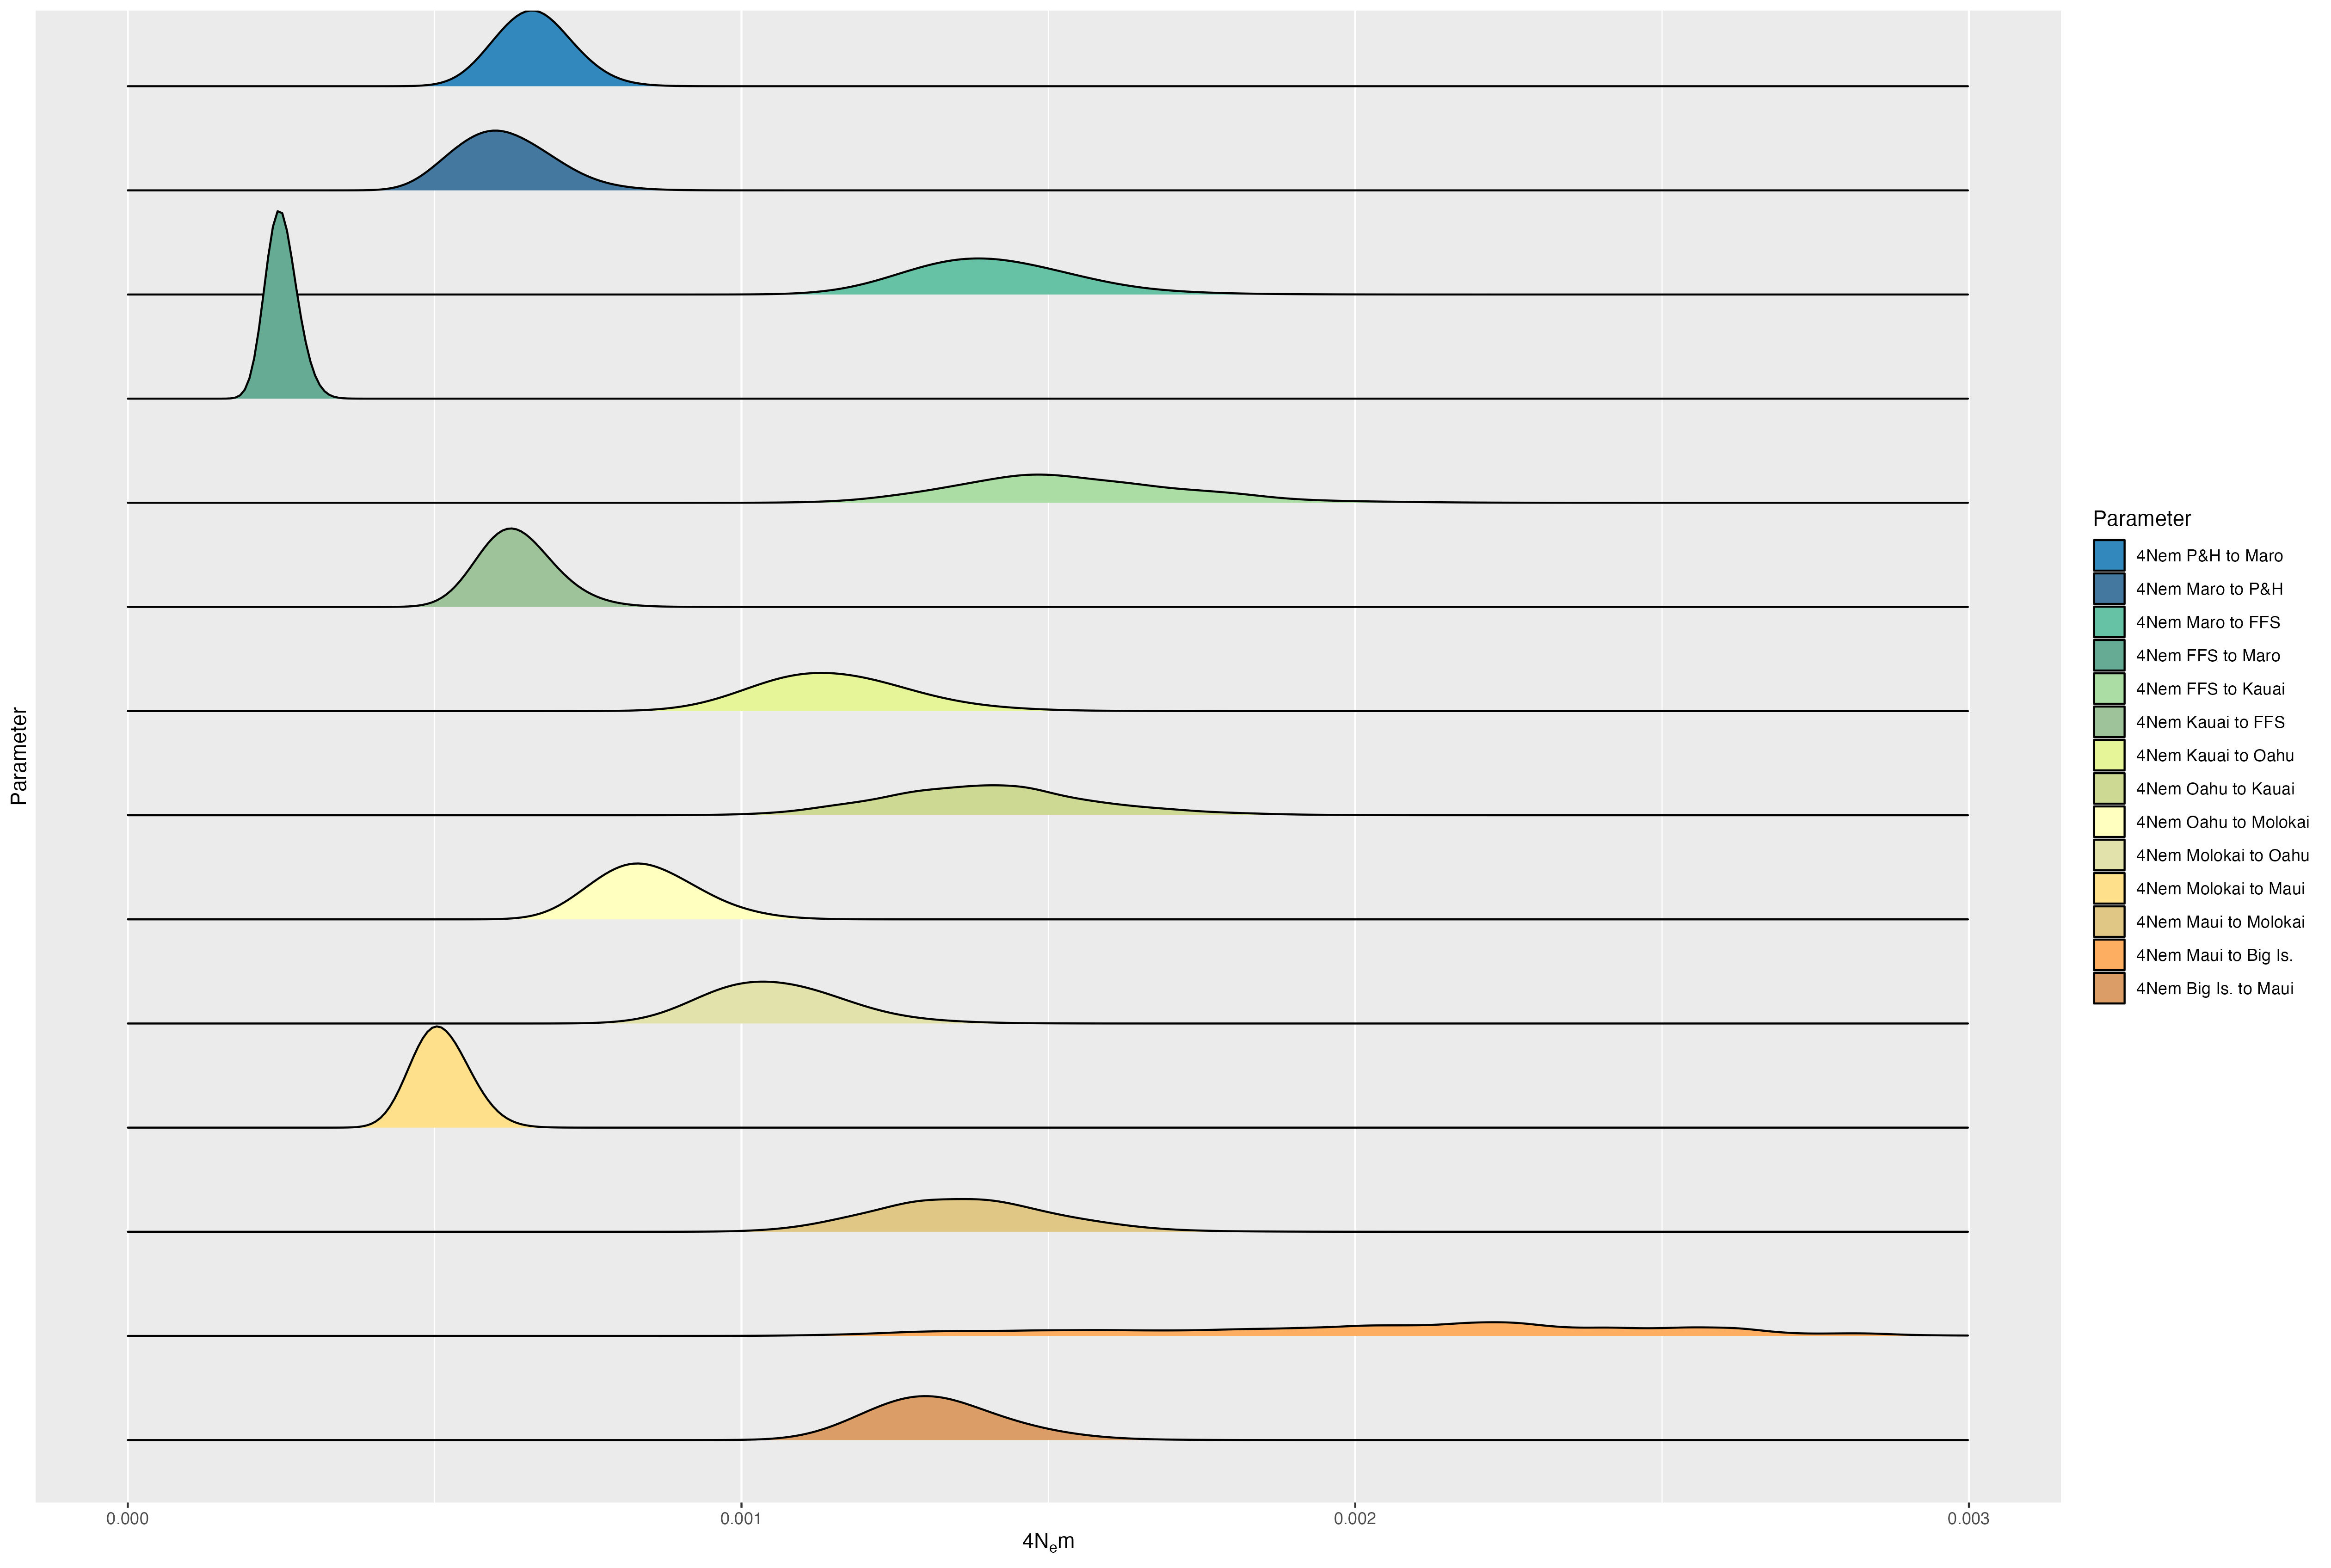 Parameter
0.000
0.001
0.002
0.003
4Nem
Parameter
4Nem P&H to Maro
4Nem Maro to P&H
4Nem Maro to FFS
4Nem FFS to Maro
4Nem FFS to Kauai
4Nem Kauai to FFS
4Nem Kauai to Oahu
4Nem Oahu to Kauai
4Nem Oahu to Molokai
4Nem Molokai to Oahu
4Nem Molokai to Maui
4Nem Maui to Molokai
4Nem Maui to Big Is.
4Nem Big Is. to Maui